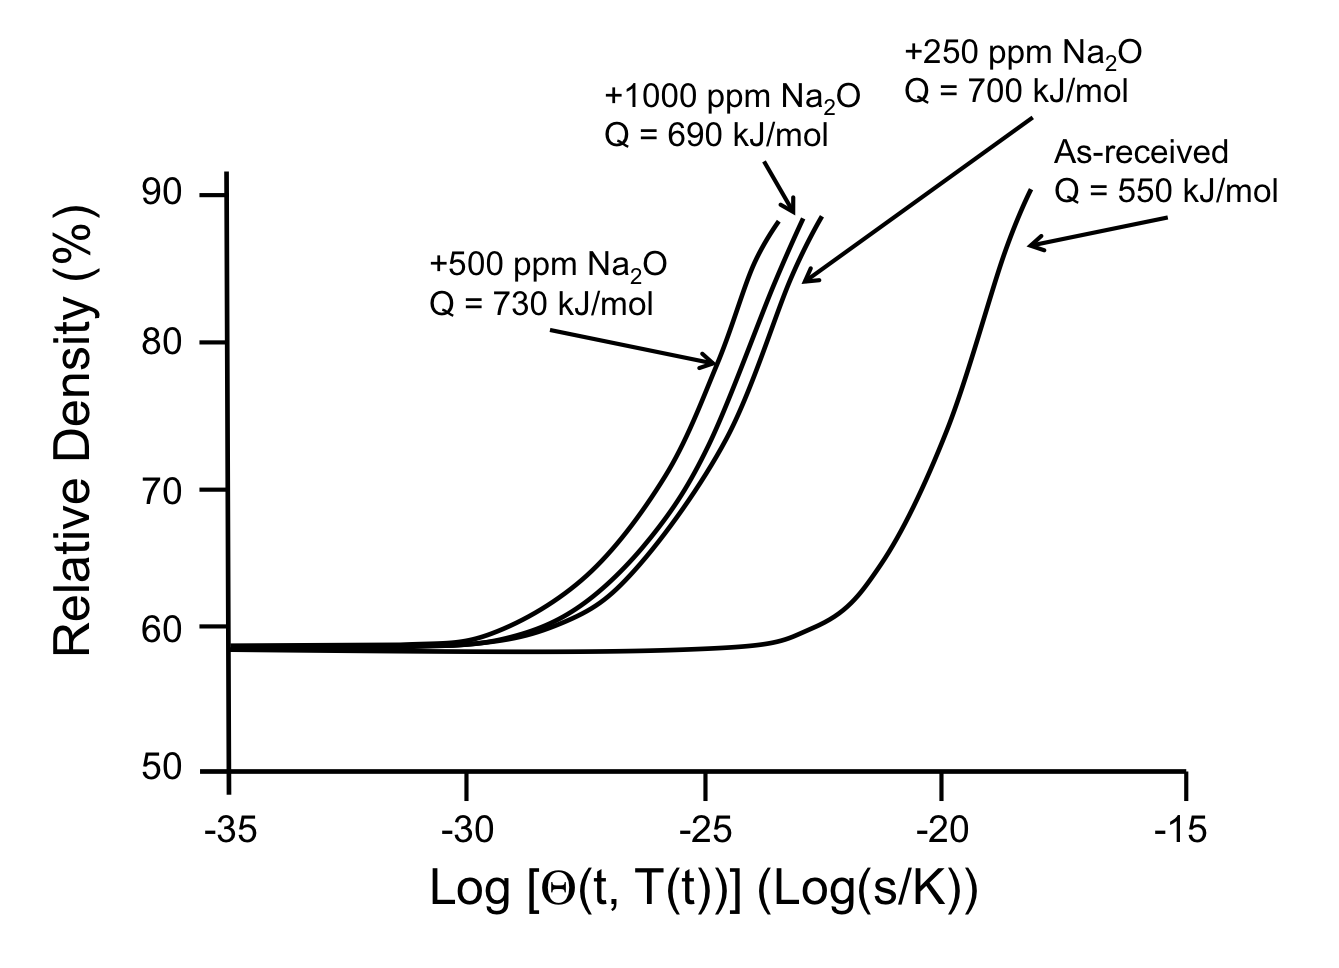 +250 ppm Na₂O
Q = 700 kJ/mol
+1000 ppm Na₂O
Q = 690 kJ/mol
As-received
Q = 550 kJ/mol
+500 ppm Na₂O
Q = 730 kJ/mol
Relative Density (%)
90
80
70
60
50
-35
-30
-25
-20
-15
Log [Θ(t, T(t))] (Log(s/K))